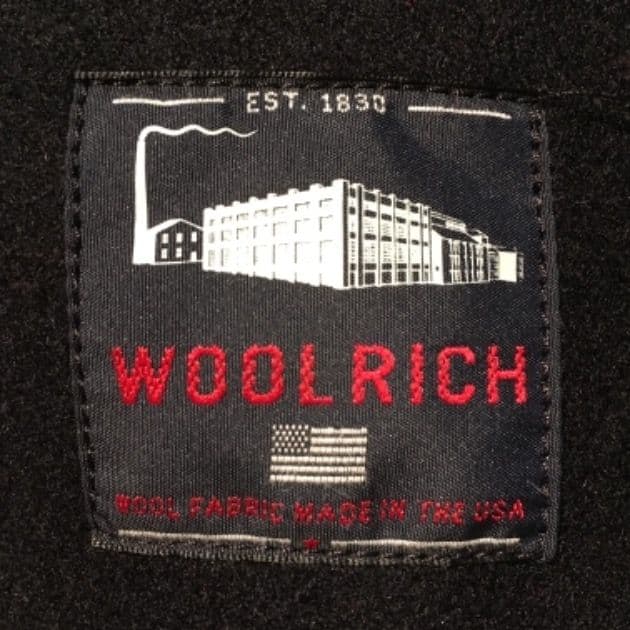 EST. 1830
WOOLRICH
WOOL FABRIC MADE IN THE USA